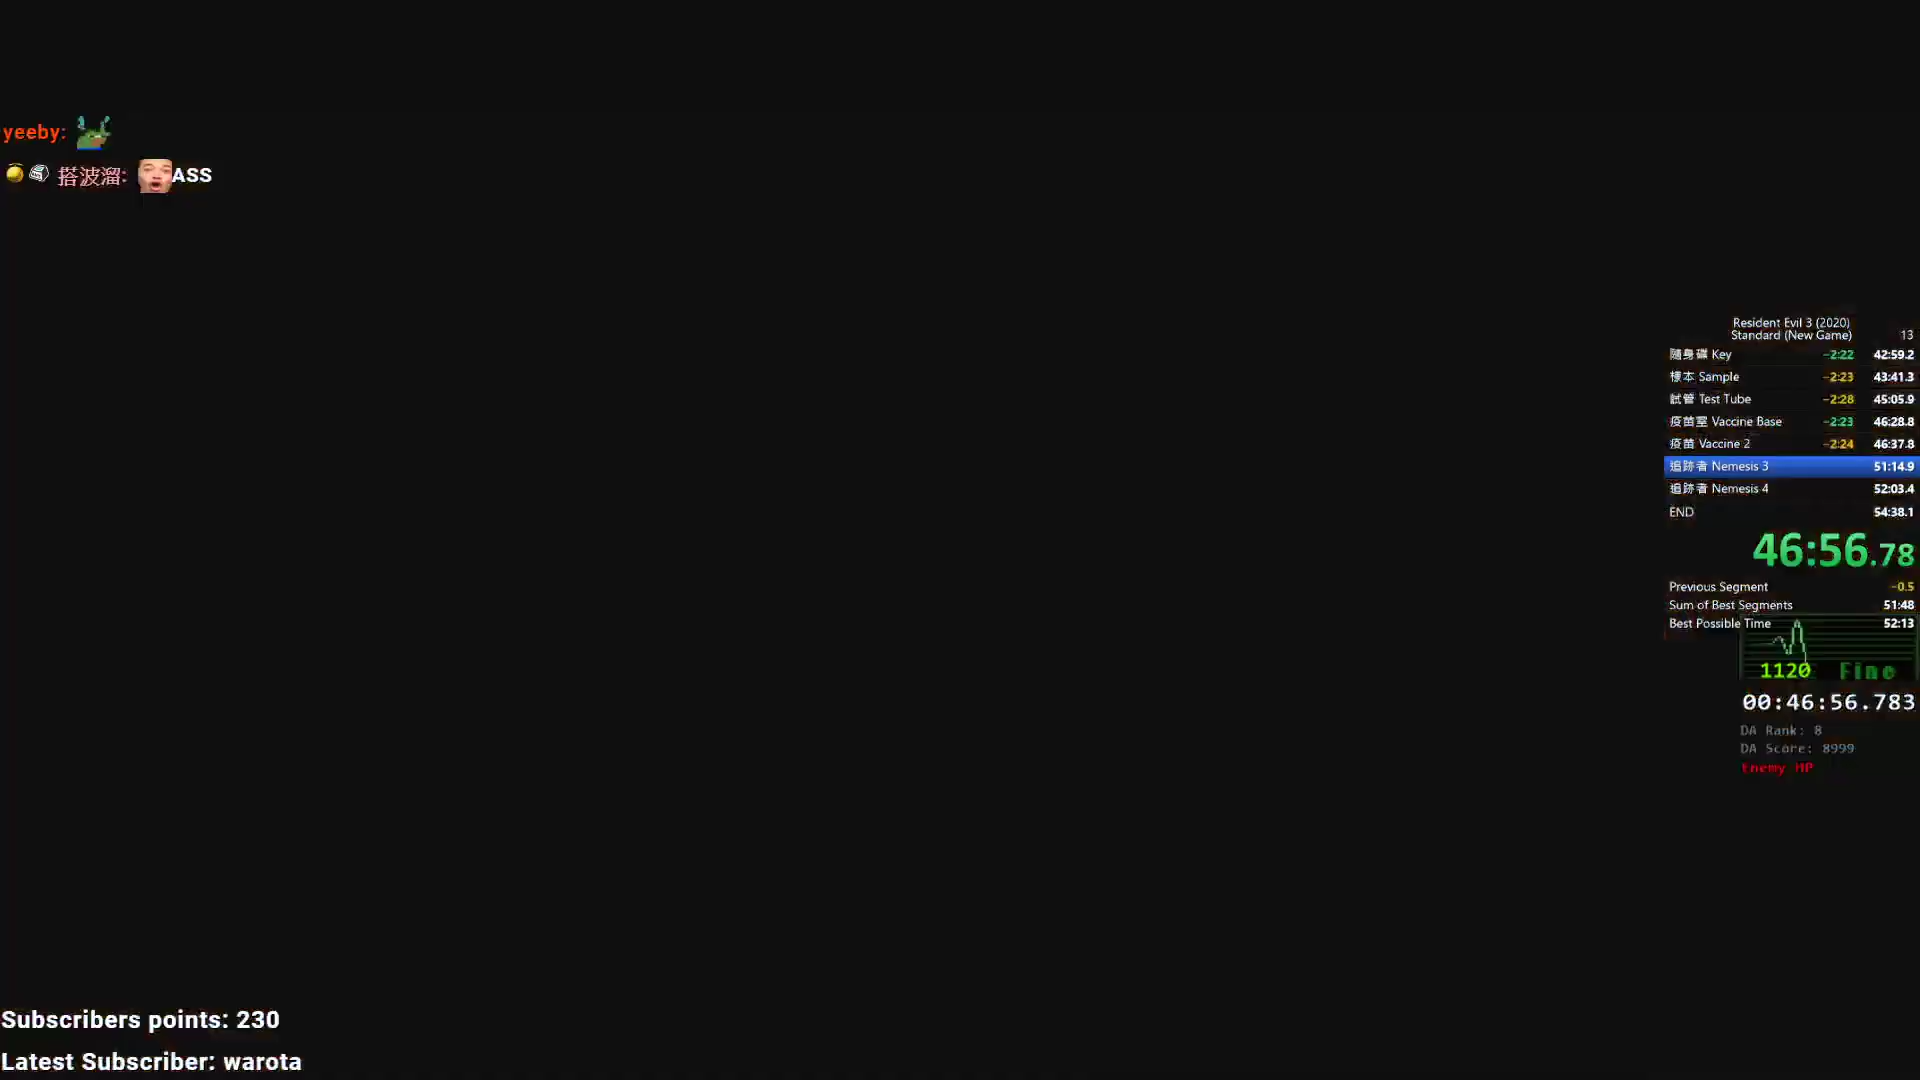 yeeby:
搭波溜: ASS
Resident Evil 3 (2020)
Standard (New Game) 13
隨身碟 Key -2:22 42:59.2
樣本 Sample -2:23 43:41.3
試管 Test Tube -2:28 45:05.9
疫苗室 Vaccine Base -2:23 46:28.8
疫苗 Vaccine 2 -2:24 46:37.8
追跡者 Nemesis 3 51:14.9
追跡者 Nemesis 4 52:03.4
END 54:38.1
46:56.78
Previous Segment -0.5
Sum of Best Segments 51:48
Best Possible Time 52:13
1120 Fine
00:46:56.783
DA Rank: 8
DA Score: 8999
Enemy HP
Subscribers points: 230
Latest Subscriber: warota